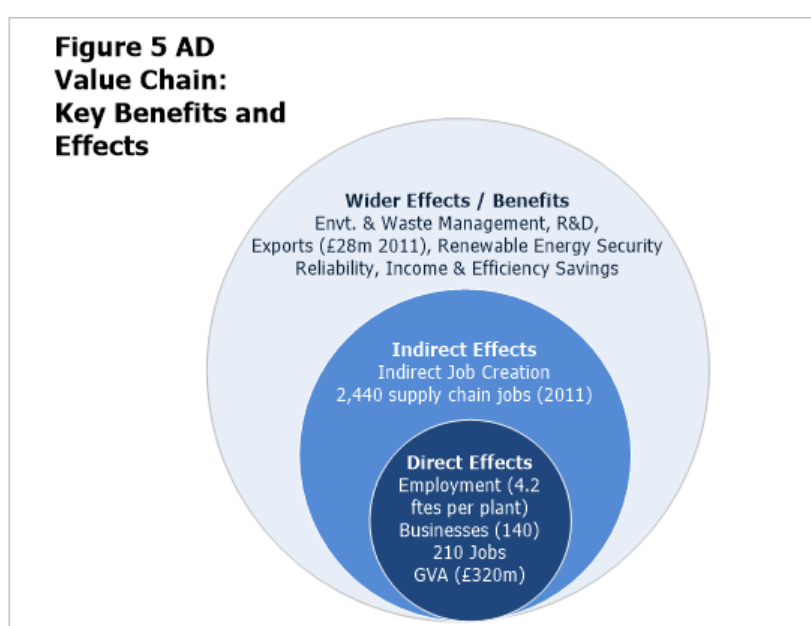 Figure 5 AD
Value Chain:
Key Benefits and
Effects
Wider Effects / Benefits
Envt. & Waste Management, R&D,
Exports (£28m 2011), Renewable Energy Security
Reliability, Income & Efficiency Savings
Indirect Effects
Indirect Job Creation
2,440 supply chain jobs (2011)
Direct Effects
Employment (4.2
ftes per plant)
Businesses (140)
210 Jobs
GVA (£320m)